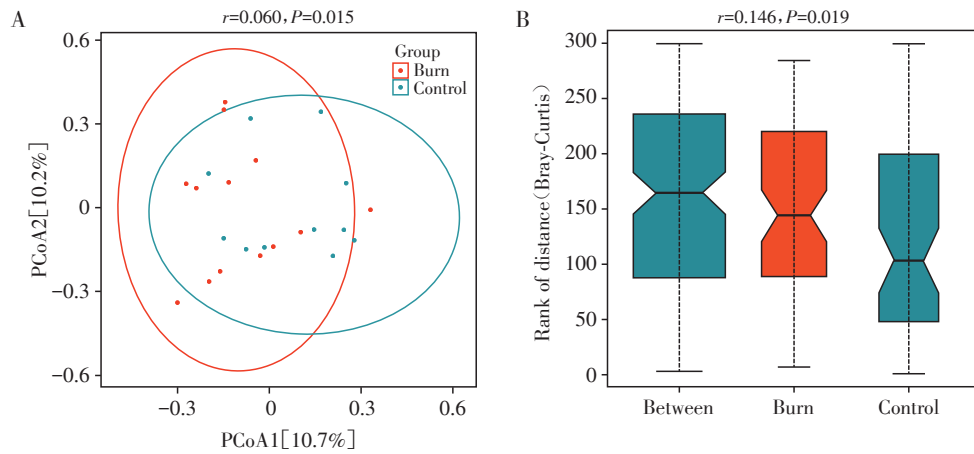 A
r=0.060,P=0.015
0.6
0.3
0
−0.3
−0.6
PCoA2[10.2%]
Group
Burn
Control
−0.3
0
0.3
0.6
PCoA1[10.7%]
B
r=0.146,P=0.019
300
250
200
150
100
50
0
Rank of distance(Bray-Curtis)
Between
Burn
Control